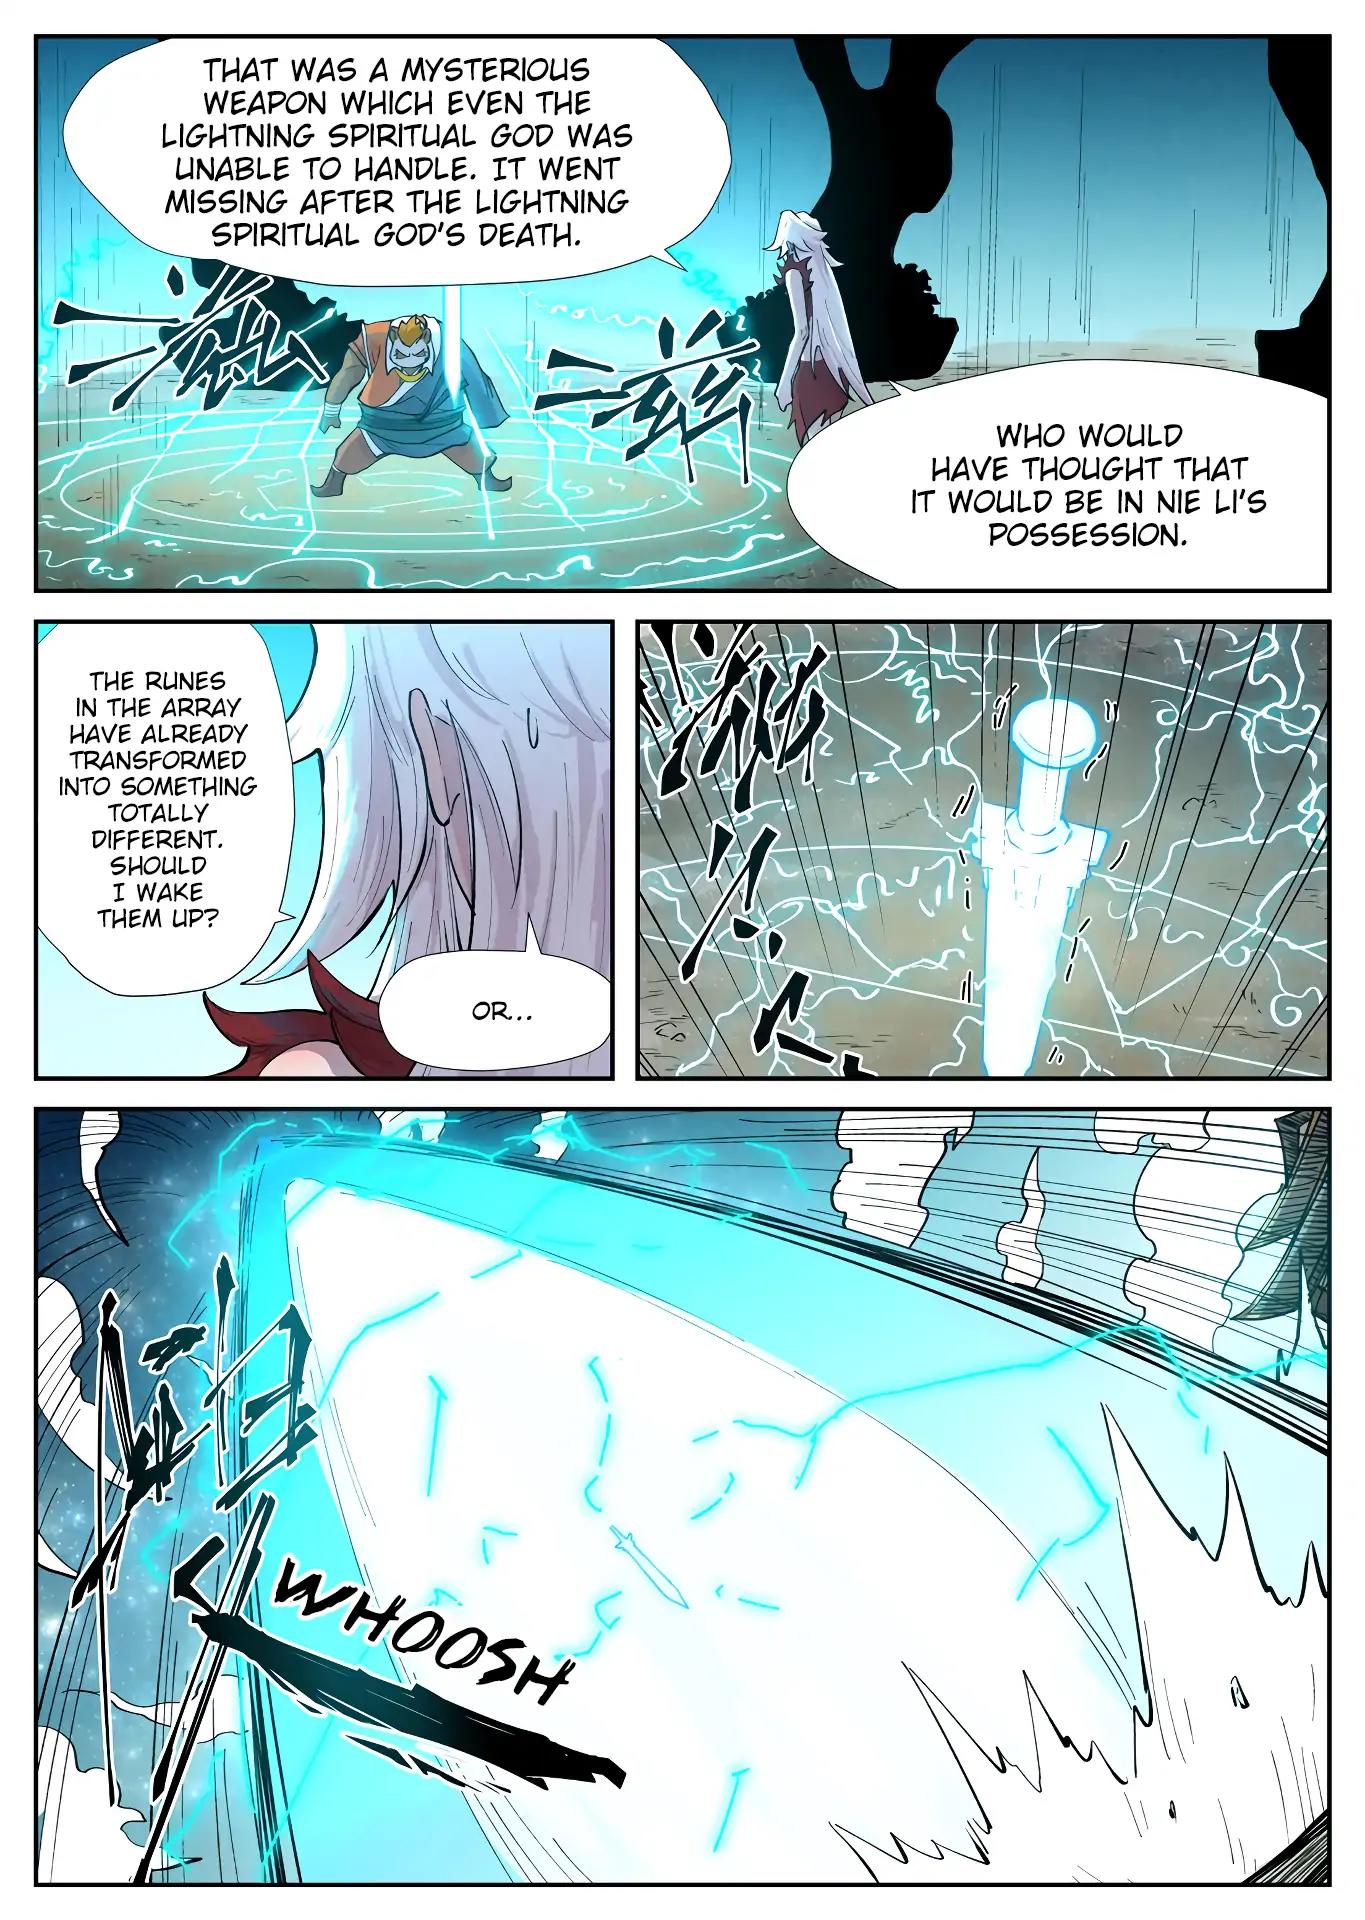 THAT WAS A MYSTERIOUS
WEAPON WHICH EVEN THE
LIGHTNING SPIRITUAL GOD WAS
UNABLE TO HANDLE. IT WENT
MISSING AFTER THE LIGHTNING
SPIRITUAL GOD'S DEATH.
WHO WOULD
HAVE THOUGHT THAT
IT WOULD BE IN NIE LI'S
POSSESSION.
THE RUNES
IN THE ARRAY
HAVE ALREADY
TRANSFORMED
INTO SOMETHING
TOTALLY
DIFFERENT.
SHOULD
I WAKE
THEM UP?
OR...
WHOOSH